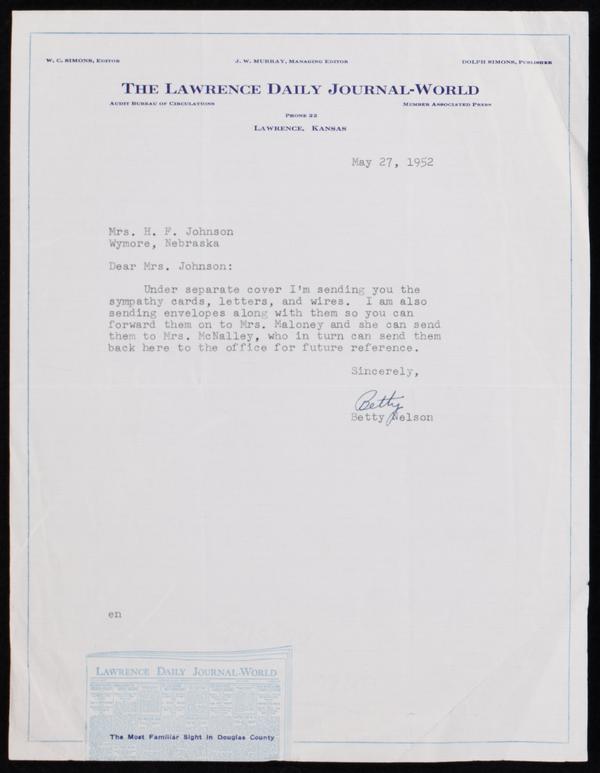 W. C. SIMONS, EDITOR
J. W. MURRAY, MANAGING EDITOR
DOLPH SIMONS, PUBLISHER
THE LAWRENCE DAILY JOURNAL-WORLD
AUDIT BUREAU OF CIRCULATIONS
MEMBER ASSOCIATED PRESS
PHONE 22
LAWRENCE, KANSAS
May 27, 1952
Mrs. H. F. Johnson
Wymore, Nebraska
Dear Mrs. Johnson:
Under separate cover I'm sending you the
sympathy cards, letters, and wires. I am also
sending envelopes along with them so you can
forward them on to Mrs. Maloney and she can send
them to Mrs. McNalley, who in turn can send them
back here to the office for future reference.
Sincerely,
Betty
Betty Nelson
en
LAWRENCE DAILY JOURNAL-WORLD
The Most Familiar Sight in Douglas County